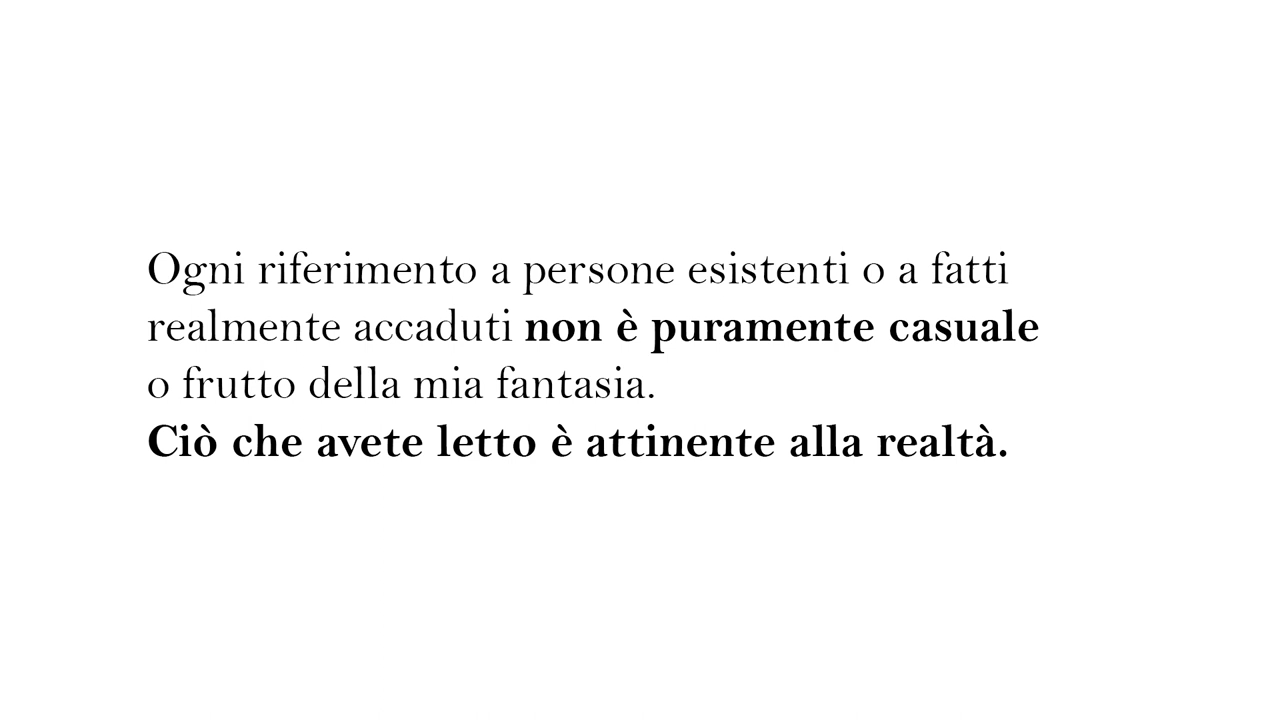 Ogni riferimento a persone esistenti o a fatti
realmente accaduti non è puramente casuale
o frutto della mia fantasia.
Ciò che avete letto è attinente alla realtà.